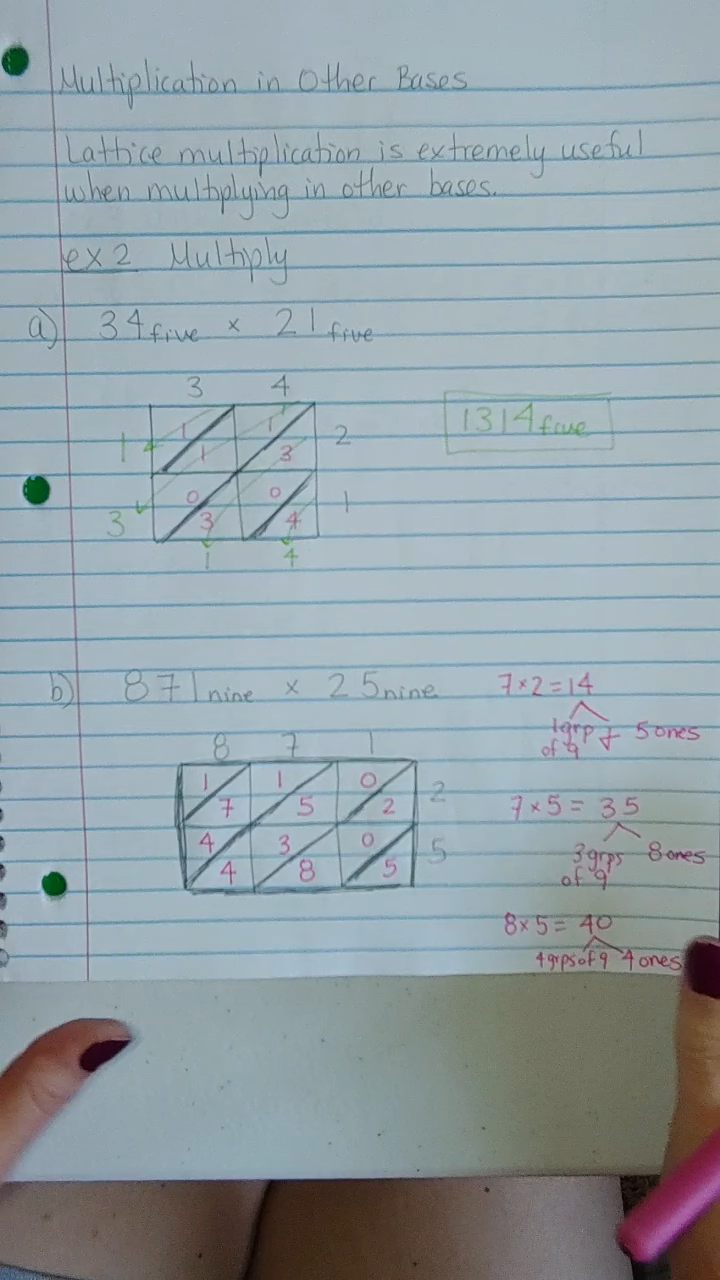 Multiplication in Other Bases
Lattice multiplication is extremely useful
when multiplying in other bases.
ex 2 Multiply
a) 34five × 21five
3 4
1 1 2
1 1 3
0 0 1
3 3 4
1 4
1314five
b) 871nine × 25nine
8 7 1
1 1 0 2
7 5 2
4 3 0 5
4 8 5
7×2=14
1grp of 9 + 5 ones
7×5=35
3grps of 9 8 ones
8×5=40
4grps of 9 4 ones